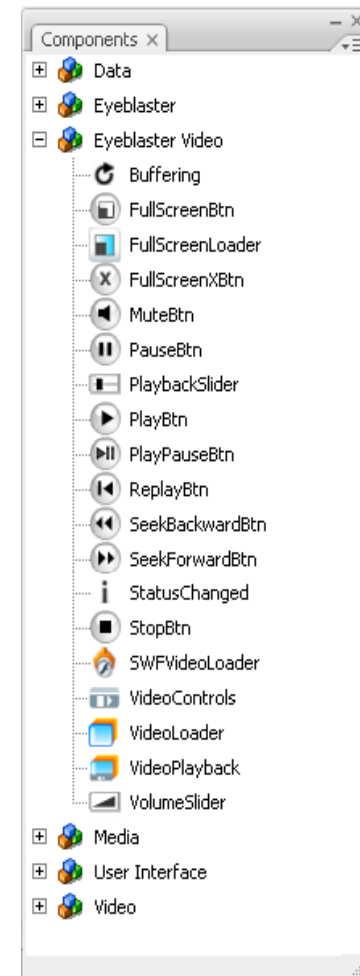 Components
Data
Eyeblaster
Eyeblaster Video
Buffering
FullScreenBtn
FullScreenLoader
FullScreenXBtn
MuteBtn
PauseBtn
PlaybackSlider
PlayBtn
PlayPauseBtn
ReplayBtn
SeekBackwardBtn
SeekForwardBtn
StatusChanged
StopBtn
SWFVideoLoader
VideoControls
VideoLoader
VideoPlayback
VolumeSlider
Media
User Interface
Video